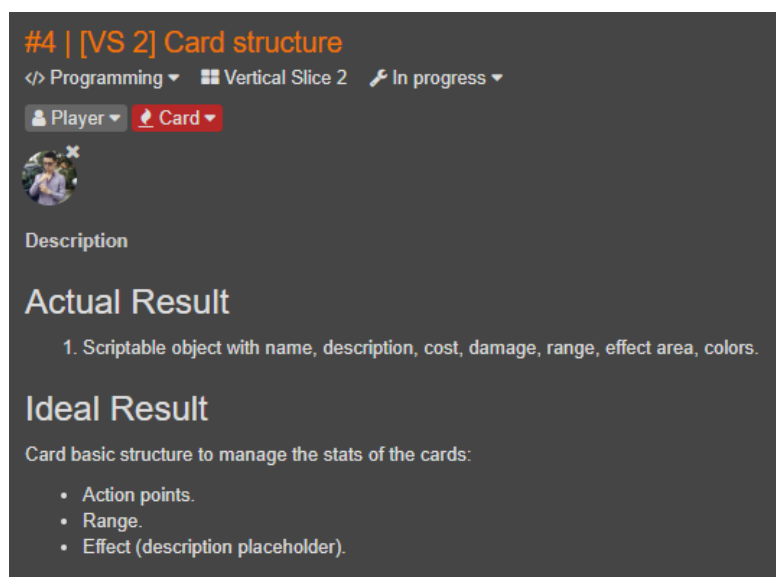 #4 | [VS 2] Card structure
</> Programming Vertical Slice 2 In progress
Player Card
Description
Actual Result
1. Scriptable object with name, description, cost, damage, range, effect area, colors.
Ideal Result
Card basic structure to manage the stats of the cards:
• Action points.
• Range.
• Effect (description placeholder).